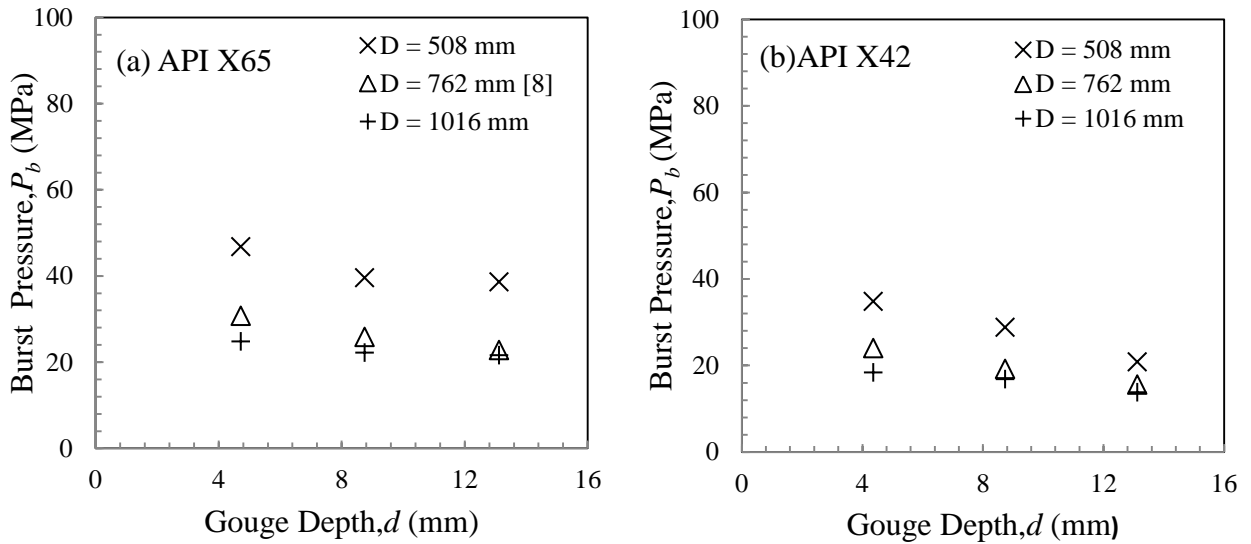 (a) API X65
D = 508 mm
D = 762 mm [8]
D = 1016 mm
Burst Pressure,P_b (MPa)
100
80
60
40
20
0
0 4 8 12 16
Gouge Depth,d (mm)
(b)API X42
D = 508 mm
D = 762 mm
D = 1016 mm
Burst Pressure,P_b (MPa)
100
80
60
40
20
0
0 4 8 12 16
Gouge Depth,d (mm)